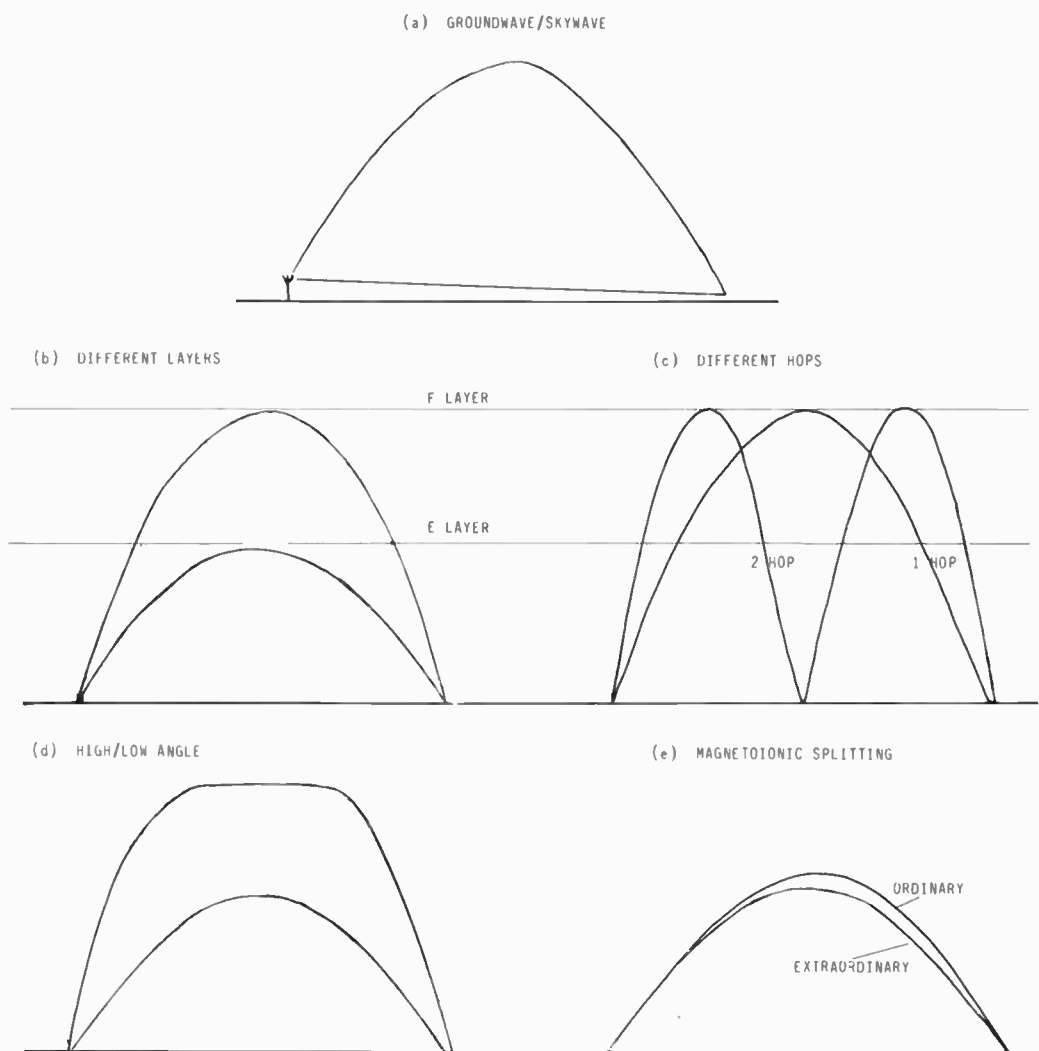 (a) GROUNDWAVE/SKYWAVE
(b) DIFFERENT LAYERS
(c) DIFFERENT HOPS
F LAYER
E LAYER
2 HOP
1 HOP
(d) HIGH/LOW ANGLE
(e) MAGNETOIONIC SPLITTING
ORDINARY
EXTRAORDINARY